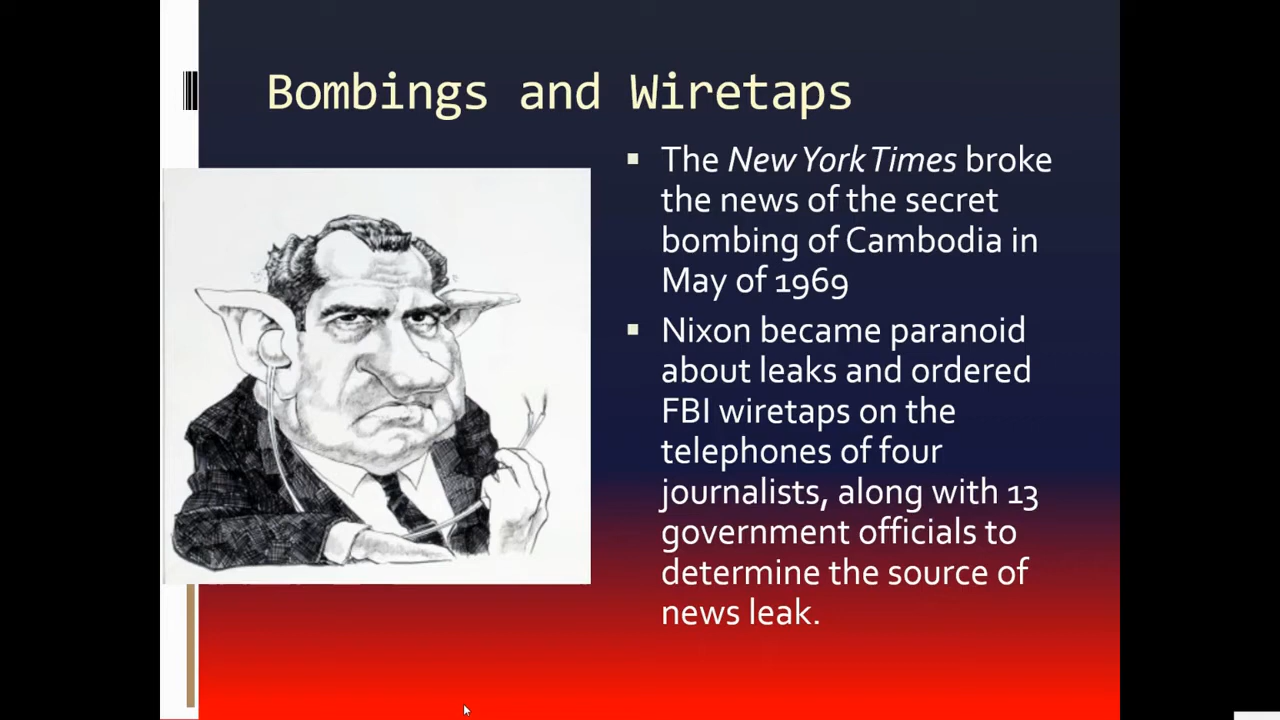 Bombings and Wiretaps
▪ The New York Times broke
the news of the secret
bombing of Cambodia in
May of 1969
▪ Nixon became paranoid
about leaks and ordered
FBI wiretaps on the
telephones of four
journalists, along with 13
government officials to
determine the source of
news leak.